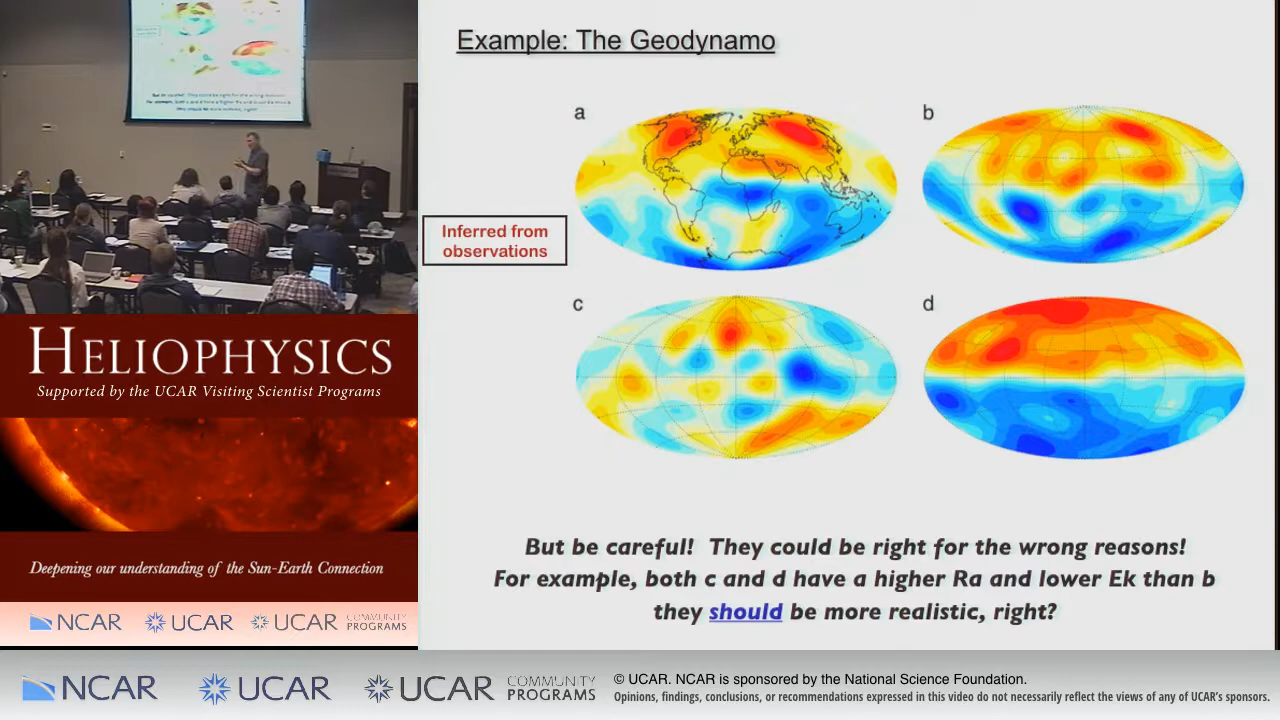 Example: The Geodynamo
a
b
Inferred from
observations
c
d
But be careful! They could be right for the wrong reasons!
For example, both c and d have a higher Ra and lower Ek than b
they should be more realistic, right?
HELIOPHYSICS
Supported by the UCAR Visiting Scientist Programs
Deepening our understanding of the Sun-Earth Connection
NCAR UCAR UCAR COMMUNITY PROGRAMS
NCAR UCAR UCAR COMMUNITY PROGRAMS
© UCAR. NCAR is sponsored by the National Science Foundation.
Opinions, findings, conclusions, or recommendations expressed in this video do not necessarily reflect the views of any of UCAR's sponsors.